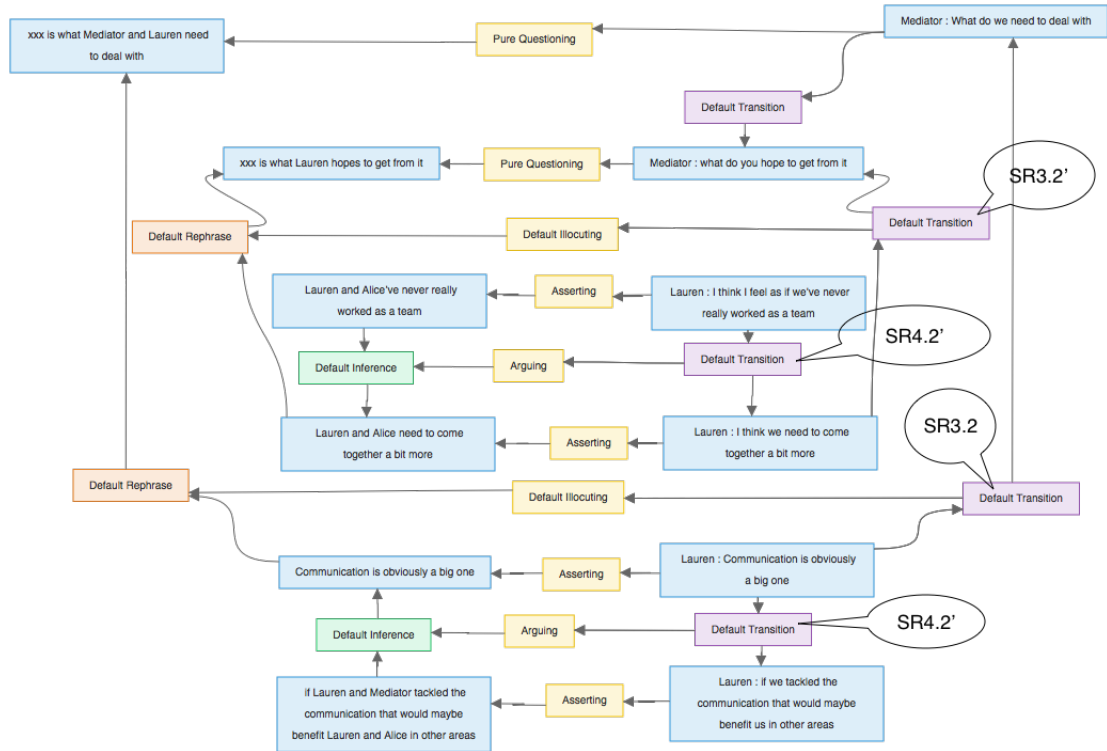 Mediator : What do we need to deal with
xxx is what Mediator and Lauren need
to deal with
Pure Questioning
Default Transition
xxx is what Lauren hopes to get from it
Pure Questioning
Mediator : what do you hope to get from it
SR3.2’
Default Rephrase
Default Illocuting
Default Transition
Lauren and Alice've never really
worked as a team
Asserting
Lauren : I think I feel as if we've never
really worked as a team
SR4.2’
Default Inference
Arguing
Default Transition
Lauren and Alice need to come
together a bit more
Asserting
Lauren : I think we need to come
together a bit more
SR3.2
Default Rephrase
Default Illocuting
Default Transition
Communication is obviously a big one
Asserting
Lauren : Communication is obviously
a big one
Default Inference
Arguing
Default Transition
SR4.2’
if Lauren and Mediator tackled the
communication that would maybe
benefit Lauren and Alice in other areas
Asserting
Lauren : if we tackled the
communication that would maybe
benefit us in other areas